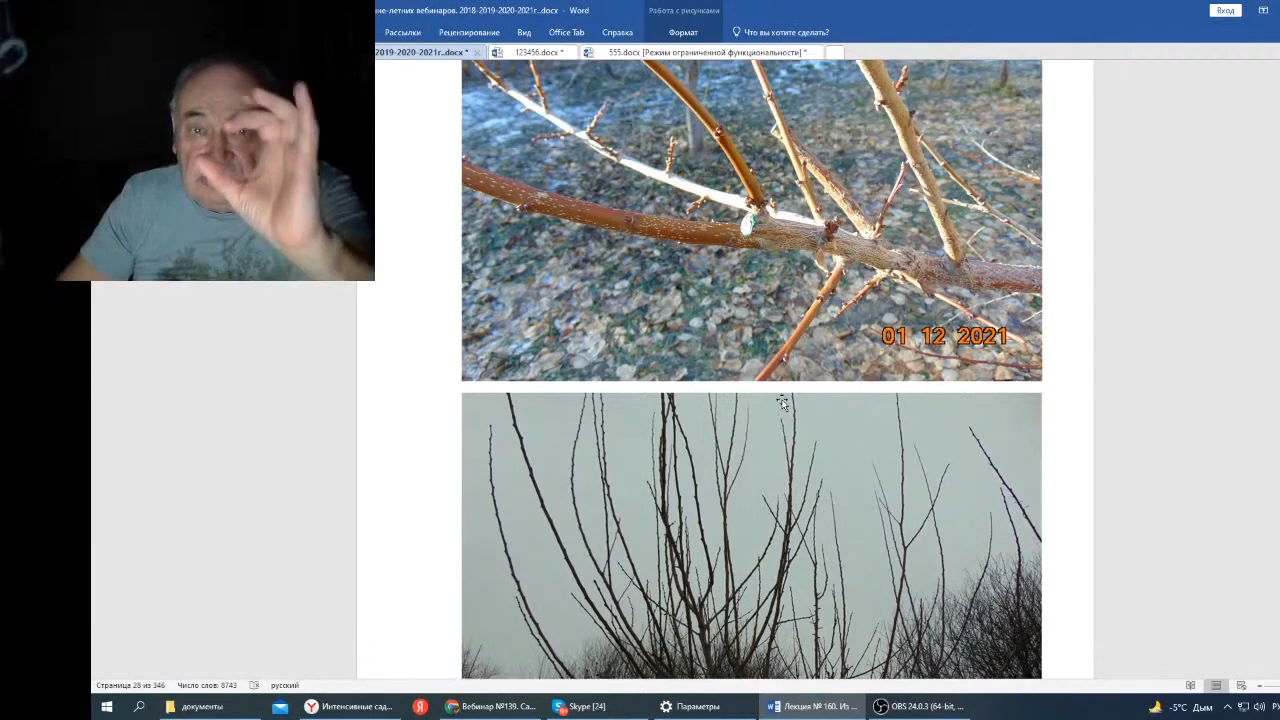 не-летних вебинаров. 2018-2019-2020-2021г..docx - Word
Работа с рисунками
Вход
Рассылки Рецензирование Вид Office Tab Справка Формат Что вы хотите сделать?
2019-2020-2021г..docx * 123456.docx * 555.docx [Режим ограниченной функциональности] *
01 12 2021
Страница 28 из 346 Число слов: 8743 русский
документы Интенсивные сад... Вебинар №139. Са... Skype [24] Параметры Лекция № 160. Из ... OBS 24.0.3 (64-bit, ... -5°C Дым